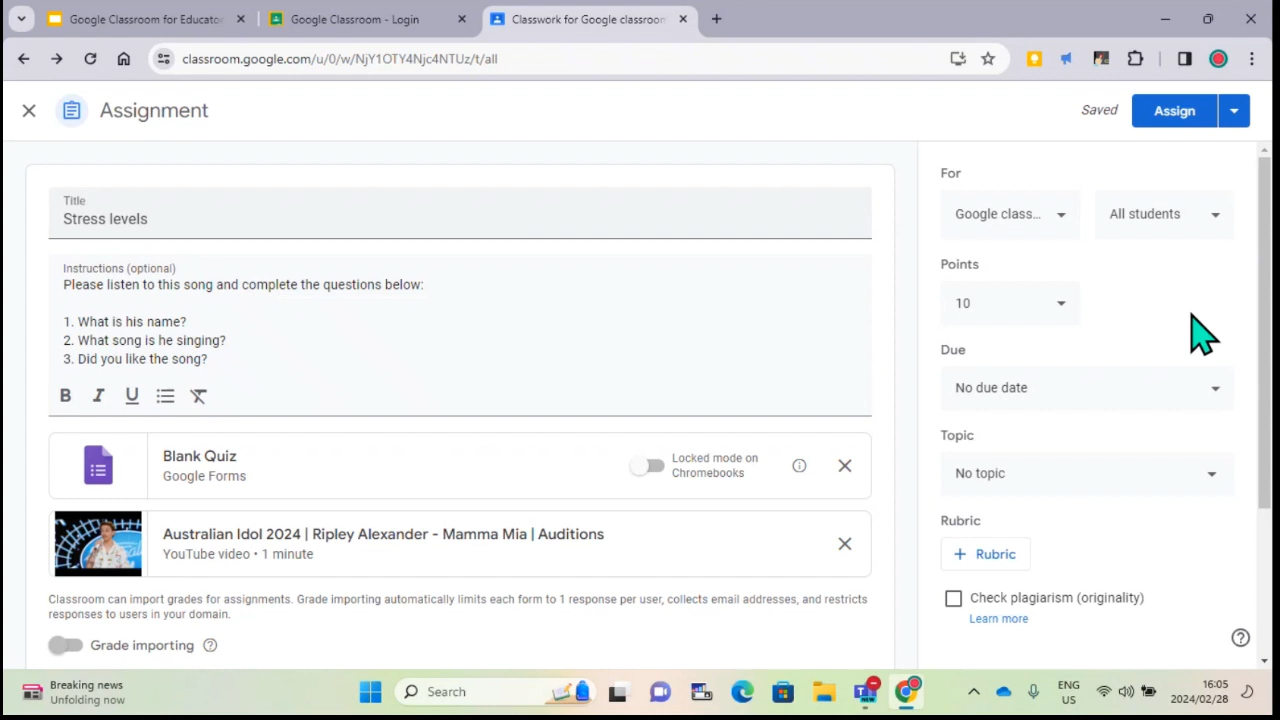 Google Classroom for Educato
Google Classroom - Login
Classwork for Google classroom
classroom.google.com/u/0/w/NjY1OTY4Njc4NTUz/t/all
Assignment
Saved
Assign
Title
Stress levels
Instructions (optional)
Please listen to this song and complete the questions below:
1. What is his name?
2. What song is he singing?
3. Did you like the song?
B I U
Blank Quiz
Google Forms
Locked mode on
Chromebooks
Australian Idol 2024 | Ripley Alexander - Mamma Mia | Auditions
YouTube video • 1 minute
Classroom can import grades for assignments. Grade importing automatically limits each form to 1 response per user, collects email addresses, and restricts
responses to users in your domain.
Grade importing
For
Google class...
All students
Points
10
Due
No due date
Topic
No topic
Rubric
+ Rubric
Check plagiarism (originality)
Learn more
Breaking news
Unfolding now
Search
NEW
ENG
US
16:05
2024/02/28